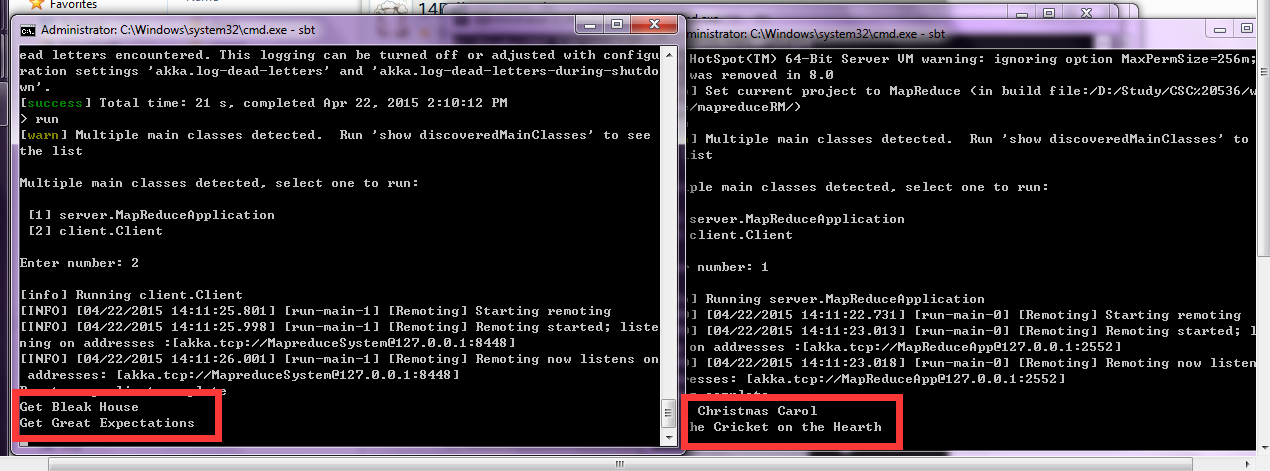 Favorites
Administrator: C:\Windows\system32\cmd.exe - sbt
ead letters encountered. This logging can be turned off or adjusted with configu
ration settings 'akka.log-dead-letters' and 'akka.log-dead-letters-during-shutdo
wn'.
[success] Total time: 21 s, completed Apr 22, 2015 2:10:12 PM
> run
[warn] Multiple main classes detected.  Run 'show discoveredMainClasses' to see
the list
Multiple main classes detected, select one to run:
[1] server.MapReduceApplication
[2] client.Client
Enter number: 2
[info] Running client.Client
[INFO] [04/22/2015 14:11:25.801] [run-main-1] [Remoting] Starting remoting
[INFO] [04/22/2015 14:11:25.998] [run-main-1] [Remoting] Remoting started; liste
ning on addresses :[akka.tcp://MapreduceSystem@127.0.0.1:8448]
[INFO] [04/22/2015 14:11:26.001] [run-main-1] [Remoting] Remoting now listens on
addresses: [akka.tcp://MapreduceSystem@127.0.0.1:8448]
Get Bleak House
Get Great Expectations
ministrator: C:\Windows\system32\cmd.exe - sbt
HotSpot(TM) 64-Bit Server VM warning: ignoring option MaxPermSize=256m;
was removed in 8.0
] Set current project to MapReduce (in build file:/D:/Study/CSC%20536/w
/mapreduceRM/)
] Multiple main classes detected.  Run 'show discoveredMainClasses' to
ist
ple main classes detected, select one to run:
server.MapReduceApplication
client.Client
number: 1
] Running server.MapReduceApplication
] [04/22/2015 14:11:22.731] [run-main-0] [Remoting] Starting remoting
] [04/22/2015 14:11:23.013] [run-main-0] [Remoting] Remoting started; l
on addresses :[akka.tcp://MapReduceApp@127.0.0.1:2552]
] [04/22/2015 14:11:23.018] [run-main-0] [Remoting] Remoting now listen
resses: [akka.tcp://MapReduceApp@127.0.0.1:2552]
Christmas Carol
he Cricket on the Hearth